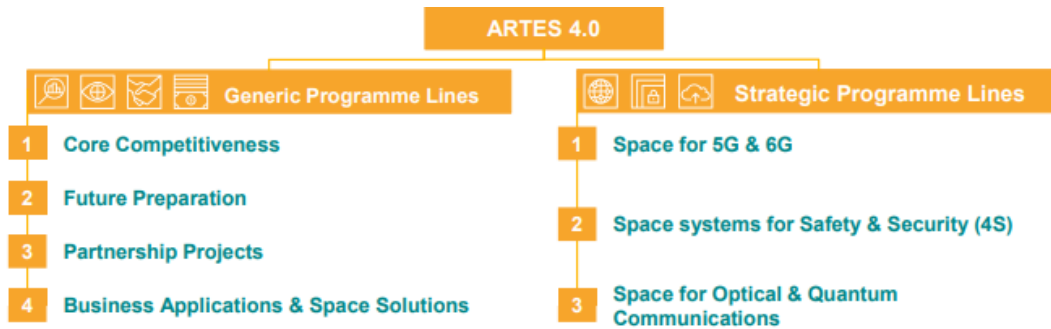 ARTES 4.0
Generic Programme Lines
1 Core Competitiveness
2 Future Preparation
3 Partnership Projects
4 Business Applications & Space Solutions
Strategic Programme Lines
1 Space for 5G & 6G
2 Space systems for Safety & Security (4S)
3 Space for Optical & Quantum
Communications